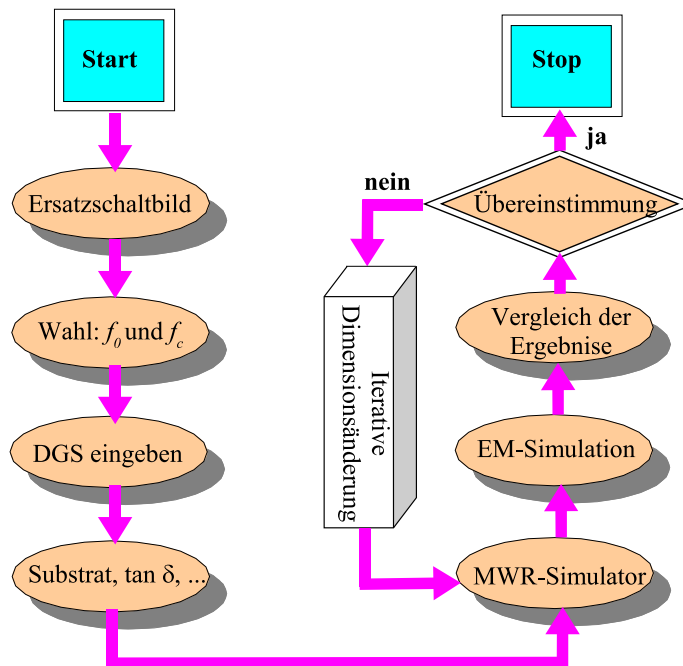 Start
Ersatzschaltbild
Wahl: f0 und fc
DGS eingeben
Substrat, tan δ, ...
Stop
ja
nein
Übereinstimmung
Iterative
Dimensionsänderung
Vergleich der
Ergebnise
EM-Simulation
MWR-Simulator